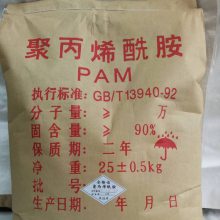 聚丙烯酰胺
PAM
执行标准: GB/T13940-92
分子量: ≥ 万
固含量: ≥ 90%
保质期: 二年
净重: 25±0.5kg
批号:
生产日期: 年 月 日